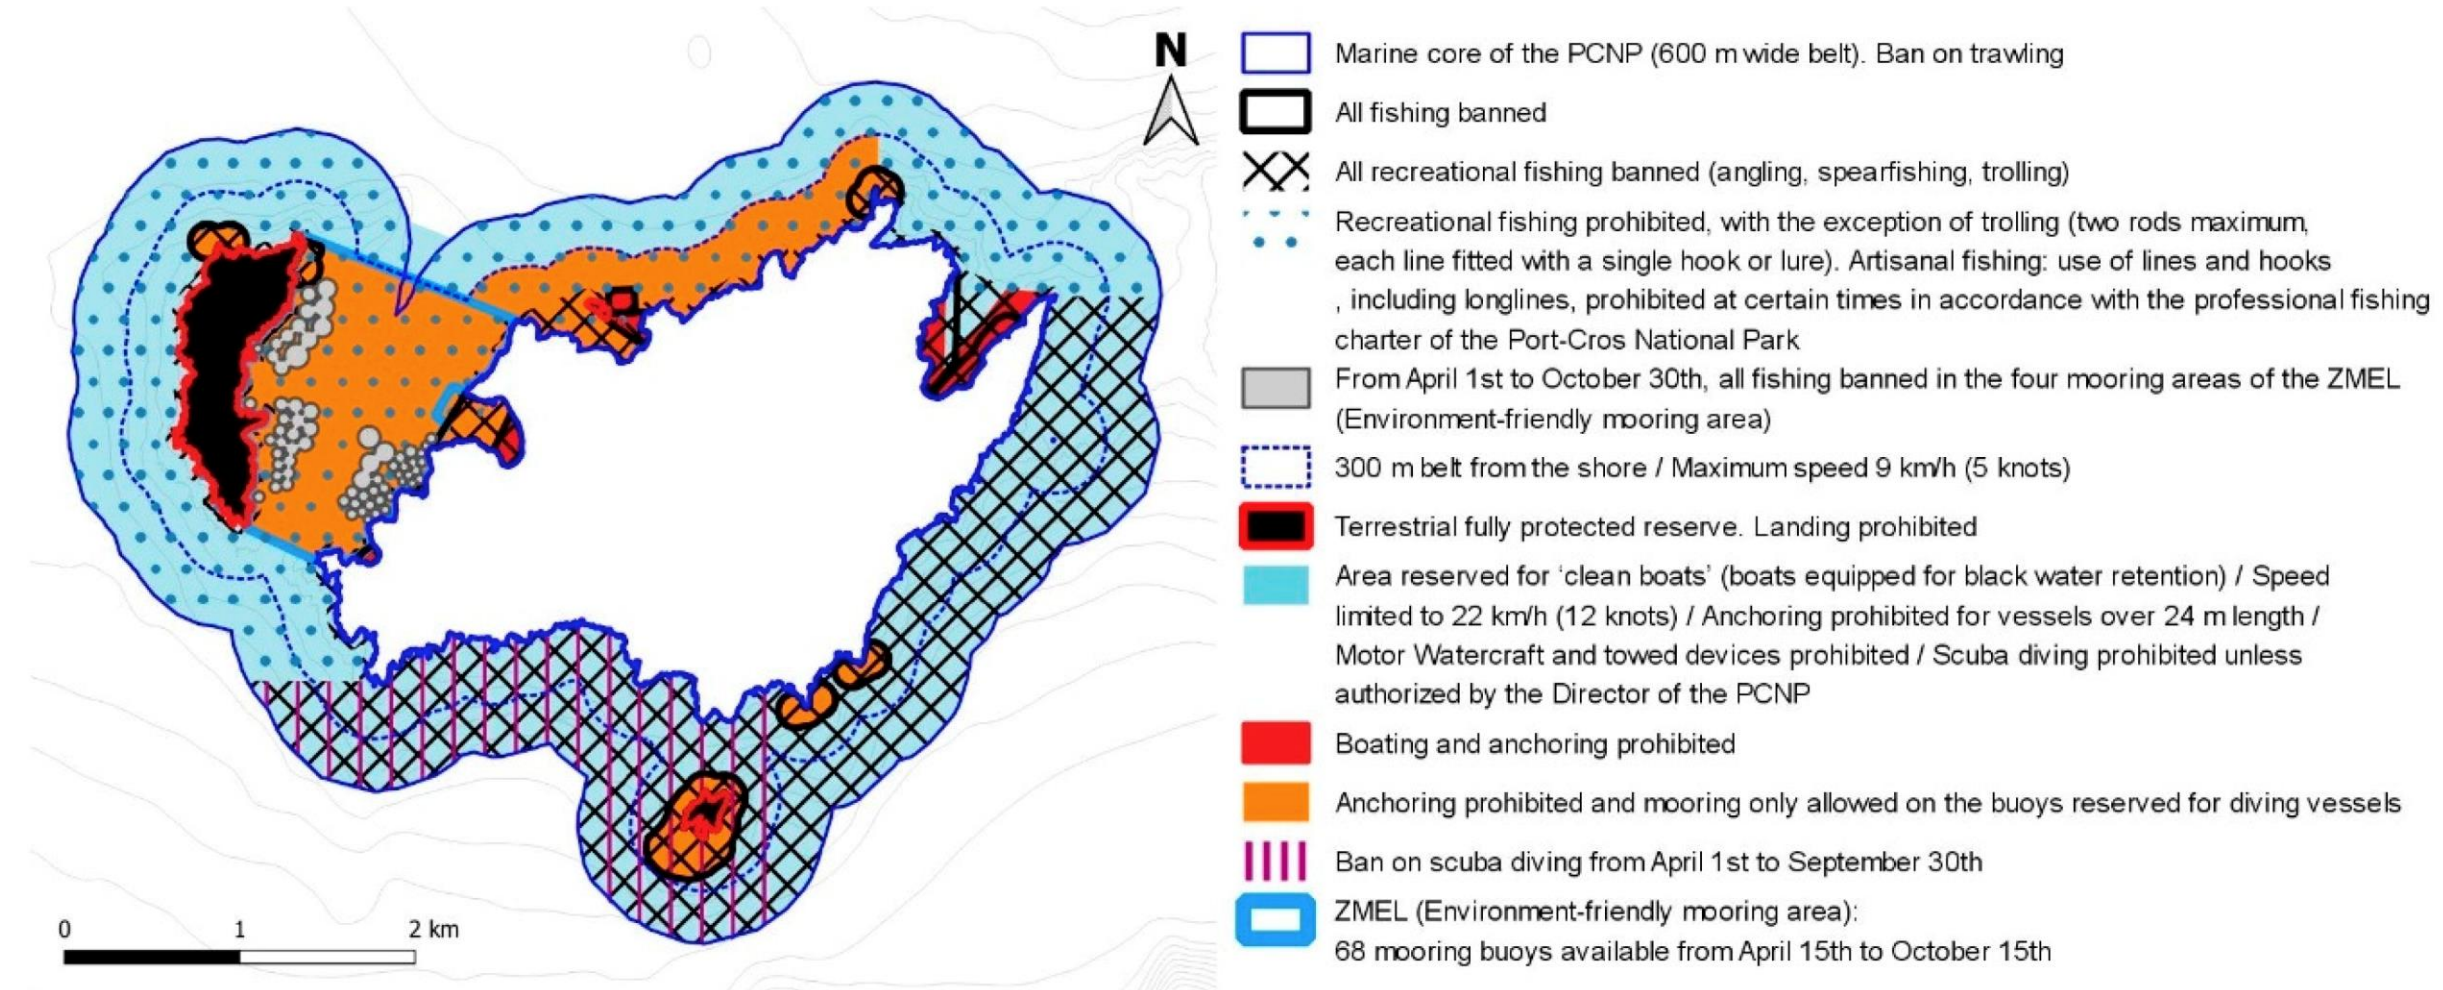 N
Marine core of the PCNP (600 m wide belt). Ban on trawling
All fishing banned
All recreational fishing banned (angling, spearfishing, trolling)
Recreational fishing prohibited, with the exception of trolling (two rods maximum,
each line fitted with a single hook or lure). Artisanal fishing: use of lines and hooks
, including longlines, prohibited at certain times in accordance with the professional fishing
charter of the Port-Cros National Park
From April 1st to October 30th, all fishing banned in the four mooring areas of the ZMEL
(Environment-friendly mooring area)
300 m belt from the shore / Maximum speed 9 km/h (5 knots)
Terrestrial fully protected reserve. Landing prohibited
Area reserved for ‘clean boats’ (boats equipped for black water retention) / Speed
limited to 22 km/h (12 knots) / Anchoring prohibited for vessels over 24 m length /
Motor Watercraft and towed devices prohibited / Scuba diving prohibited unless
authorized by the Director of the PCNP
Boating and anchoring prohibited
Anchoring prohibited and mooring only allowed on the buoys reserved for diving vessels
Ban on scuba diving from April 1st to September 30th
ZMEL (Environment-friendly mooring area):
68 mooring buoys available from April 15th to October 15th
0 1 2 km